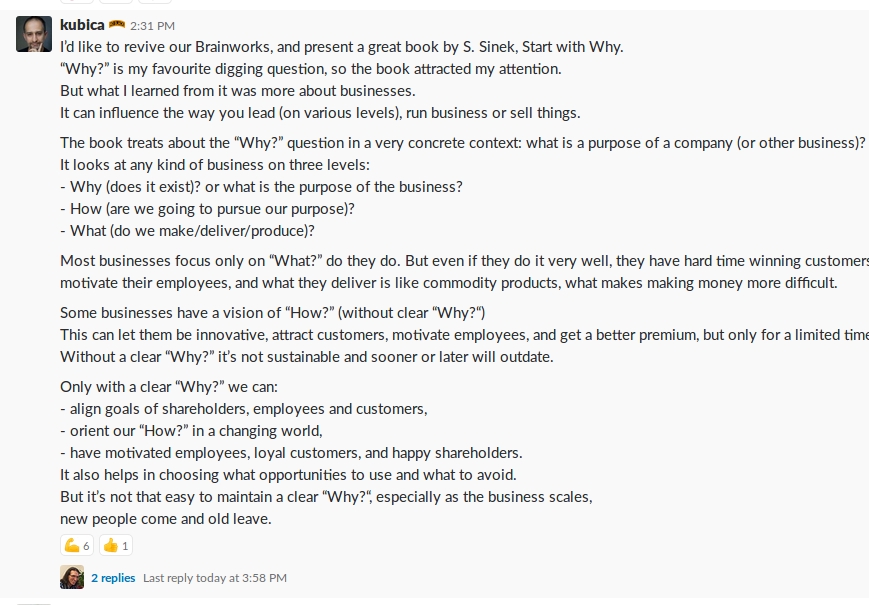 kubica 2:31 PM
I'd like to revive our Brainworks, and present a great book by S. Sinek, Start with Why.
“Why?” is my favourite digging question, so the book attracted my attention.
But what I learned from it was more about businesses.
It can influence the way you lead (on various levels), run business or sell things.
The book treats about the “Why?” question in a very concrete context: what is a purpose of a company (or other business)?
It looks at any kind of business on three levels:
- Why (does it exist)? or what is the purpose of the business?
- How (are we going to pursue our purpose)?
- What (do we make/deliver/produce)?
Most businesses focus only on “What?” do they do. But even if they do it very well, they have hard time winning customers
motivate their employees, and what they deliver is like commodity products, what makes making money more difficult.
Some businesses have a vision of “How?” (without clear “Why?“)
This can let them be innovative, attract customers, motivate employees, and get a better premium, but only for a limited time
Without a clear “Why?” it's not sustainable and sooner or later will outdate.
Only with a clear “Why?” we can:
- align goals of shareholders, employees and customers,
- orient our “How?” in a changing world,
- have motivated employees, loyal customers, and happy shareholders.
It also helps in choosing what opportunities to use and what to avoid.
But it's not that easy to maintain a clear “Why?“, especially as the business scales,
new people come and old leave.
6 1
2 replies Last reply today at 3:58 PM